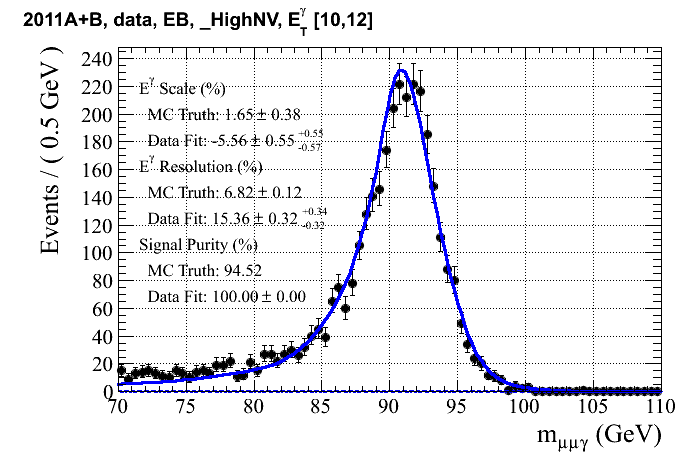 2011A+B, data, EB, _HighNV, E_T^γ [10,12]
Events / ( 0.5 GeV )
240
220
200
180
160
140
120
100
80
60
40
20
0
E^γ Scale (%)
MC Truth: 1.65 ± 0.38
Data Fit: -5.56 ± 0.55 +0.55 -0.57
E^γ Resolution (%)
MC Truth: 6.82 ± 0.12
Data Fit: 15.36 ± 0.32 +0.34 -0.32
Signal Purity (%)
MC Truth: 94.52
Data Fit: 100.00 ± 0.00
70 75 80 85 90 95 100 105 110
m_μμγ (GeV)